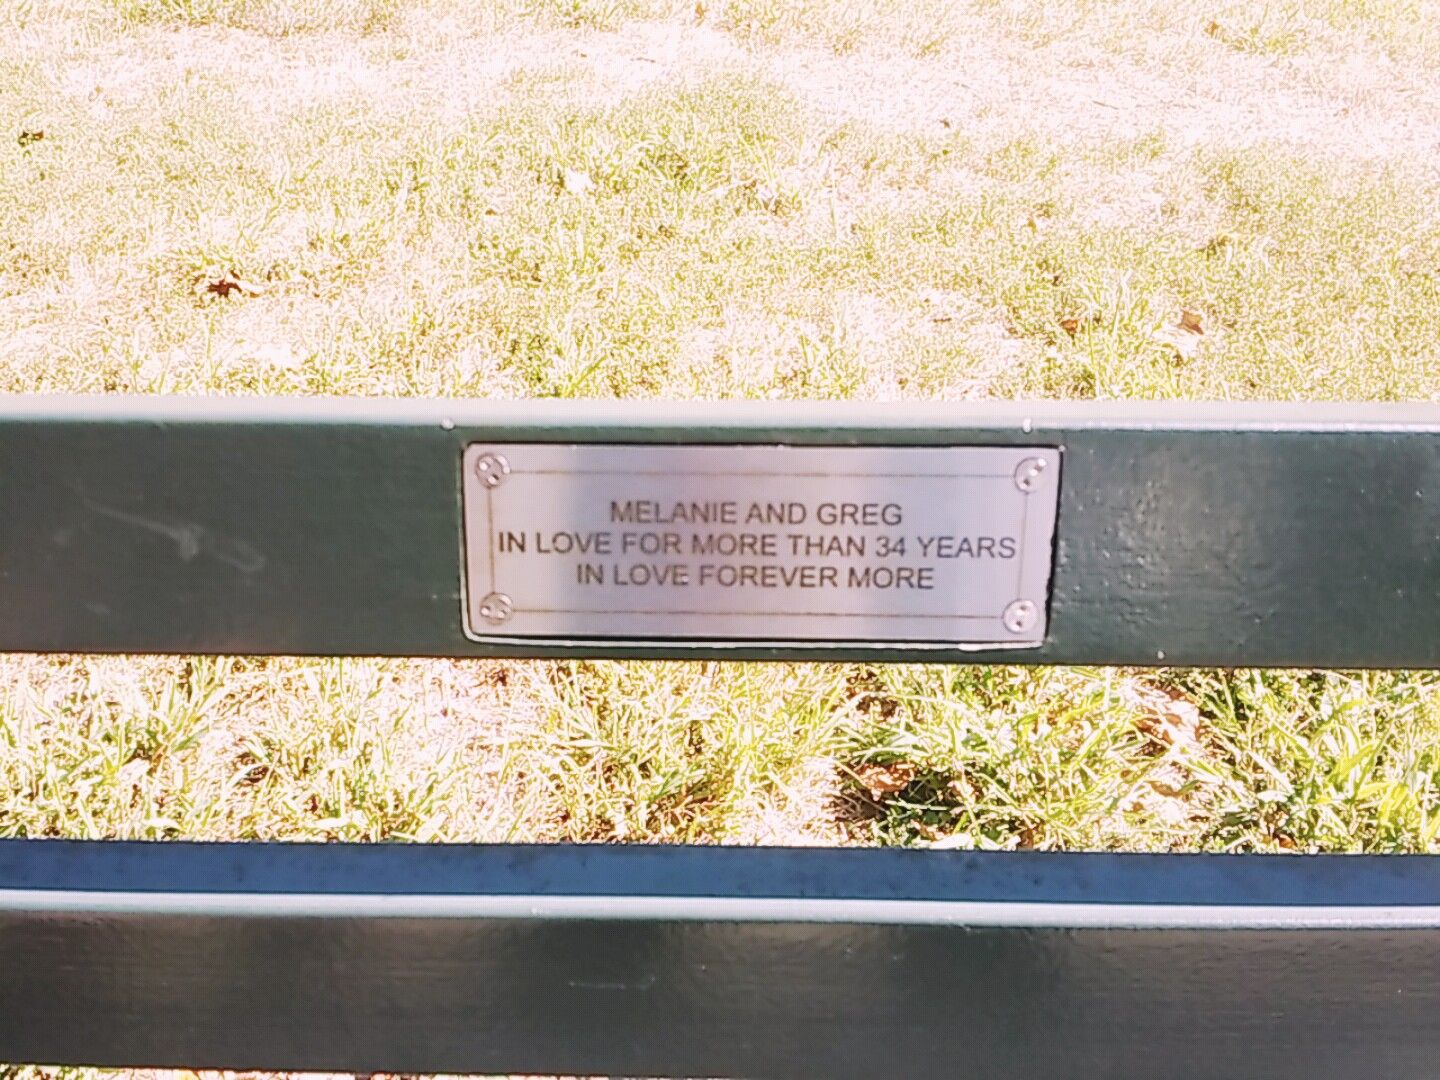 MELANIE AND GREG
IN LOVE FOR MORE THAN 34 YEARS
IN LOVE FOREVER MORE